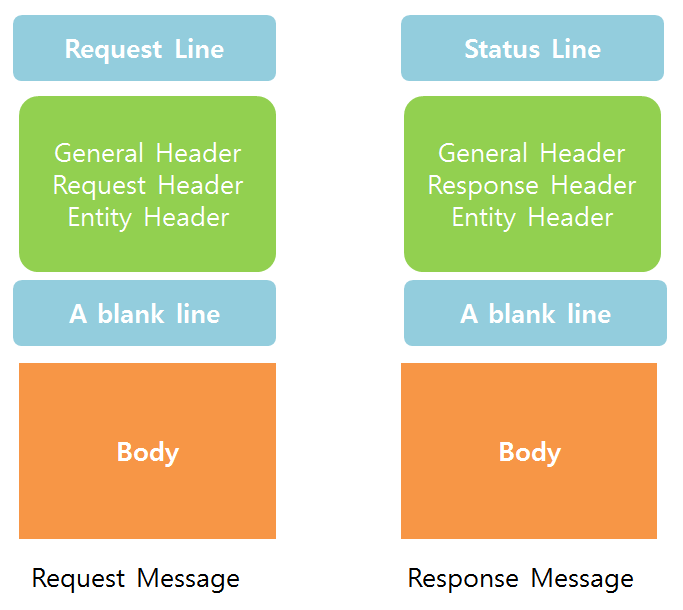 Request Line
General Header
Request Header
Entity Header
A blank line
Body
Request Message
Status Line
General Header
Response Header
Entity Header
A blank line
Body
Response Message